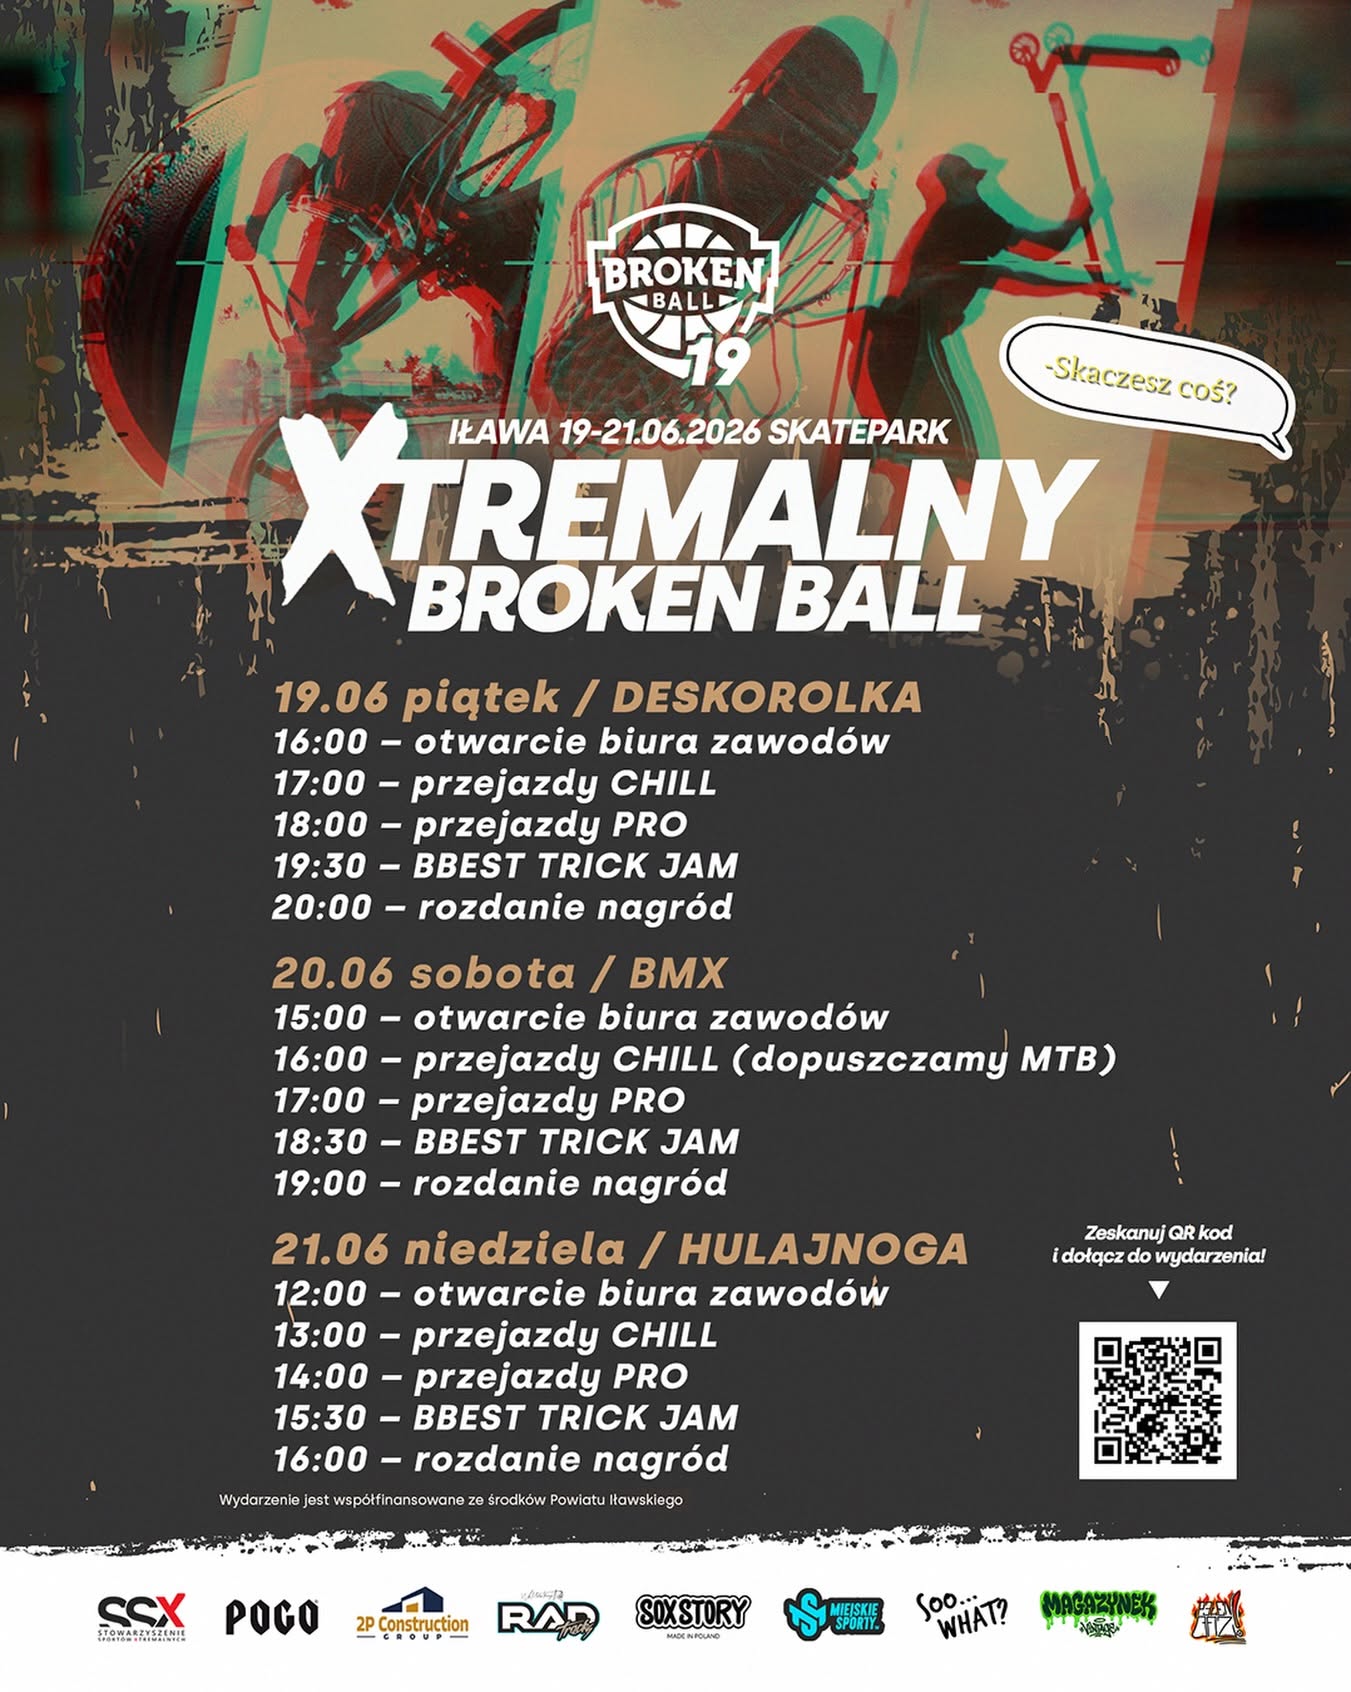 BROKEN
BALL
19
-Skaczesz coś?
IŁAWA 19-21.06.2026 SKATEPARK
XTREMALNY
BROKEN BALL
19.06 piątek / DESKOROLKA
16:00 – otwarcie biura zawodów
17:00 – przejazdy CHILL
18:00 – przejazdy PRO
19:30 – BBEST TRICK JAM
20:00 – rozdanie nagród
20.06 sobota / BMX
15:00 – otwarcie biura zawodów
16:00 – przejazdy CHILL (dopuszczamy MTB)
17:00 – przejazdy PRO
18:30 – BBEST TRICK JAM
19:00 – rozdanie nagród
21.06 niedziela / HULAJNOGA
12:00 – otwarcie biura zawodów
13:00 – przejazdy CHILL
14:00 – przejazdy PRO
15:30 – BBEST TRICK JAM
16:00 – rozdanie nagród
Zeskanuj QR kod
i dołącz do wydarzenia!
Wydarzenie jest współfinansowane ze środków Powiatu Iławskiego
SSX
STOWARZYSZENIE
SPORTÓW XTREMALNYCH
POGO
2P Construction
GROUP
RAD
Tracks
SOXSTORY
MADE IN POLAND
MIEJSKIE
SPORTY
SOO...
WHAT?
MAGAZYNEK
VINTAGE